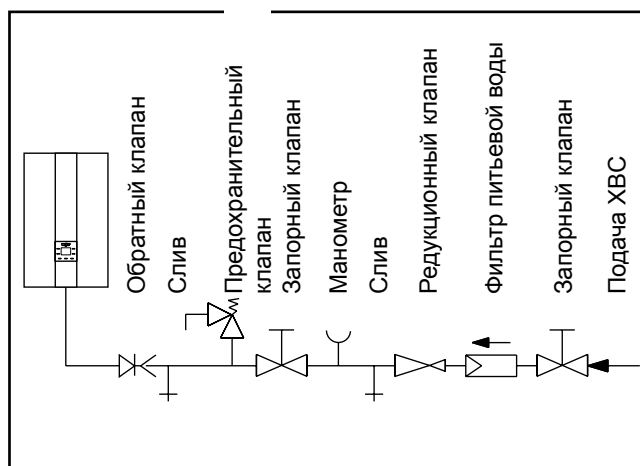 Обратный клапан
Слив
Предохранительный
клапан
Запорный клапан
Манометр
Слив
Редукционный клапан
Фильтр питьевой воды
Запорный клапан
Подача ХВС